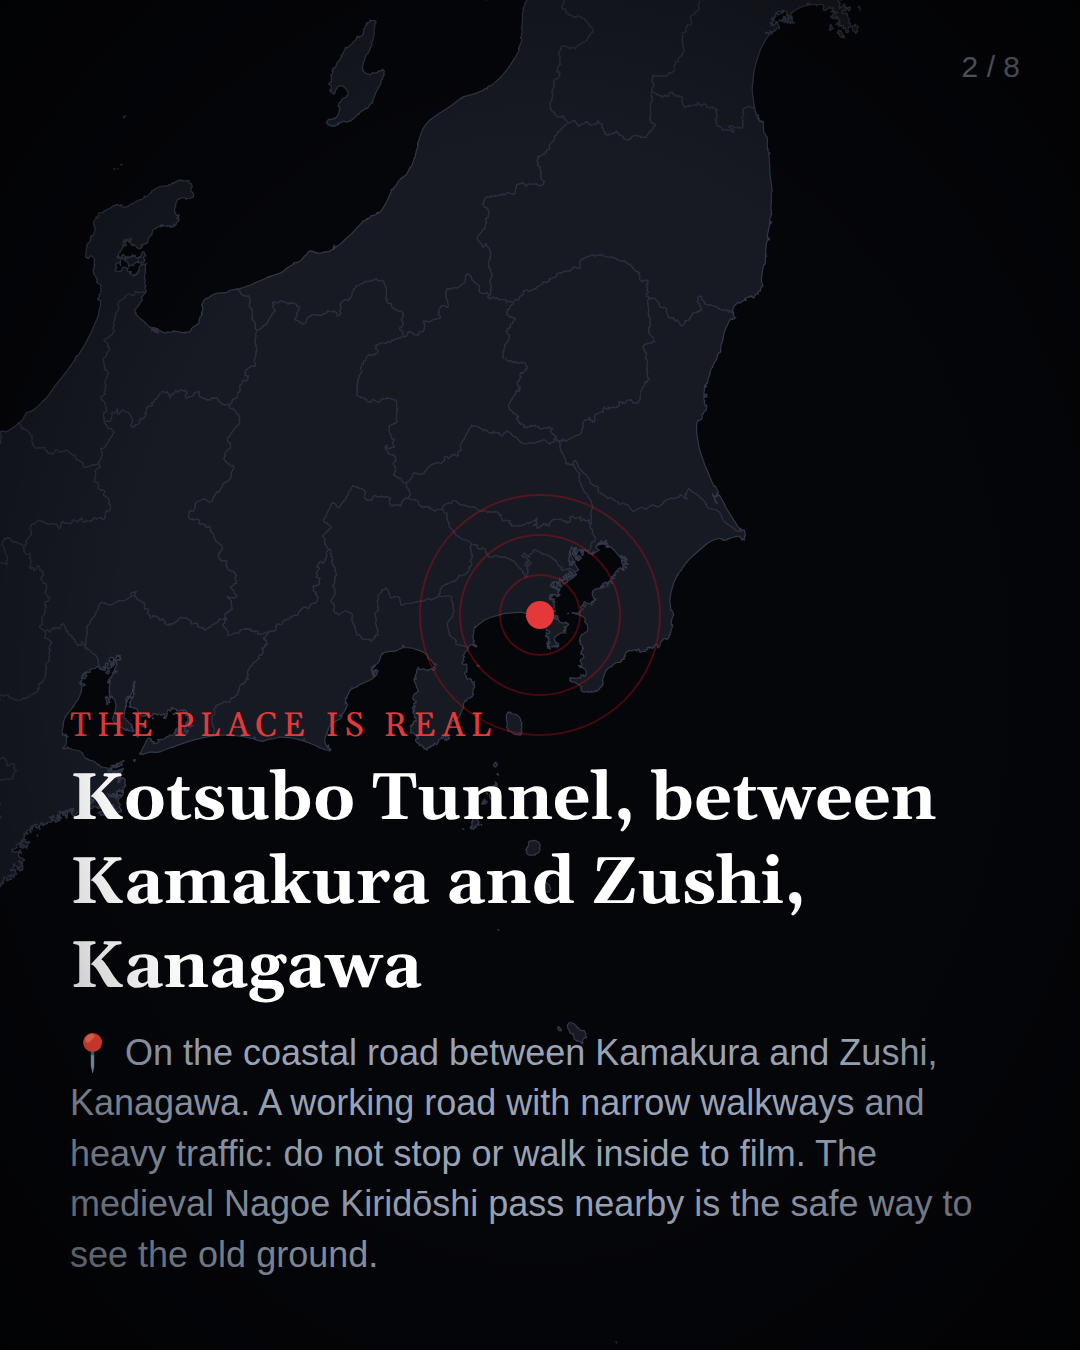 2 / 8
THE PLACE IS REAL
Kotsubo Tunnel, between
Kamakura and Zushi,
Kanagawa
📍 On the coastal road between Kamakura and Zushi,
Kanagawa. A working road with narrow walkways and
heavy traffic: do not stop or walk inside to film. The
medieval Nagoe Kiridōshi pass nearby is the safe way to
see the old ground.